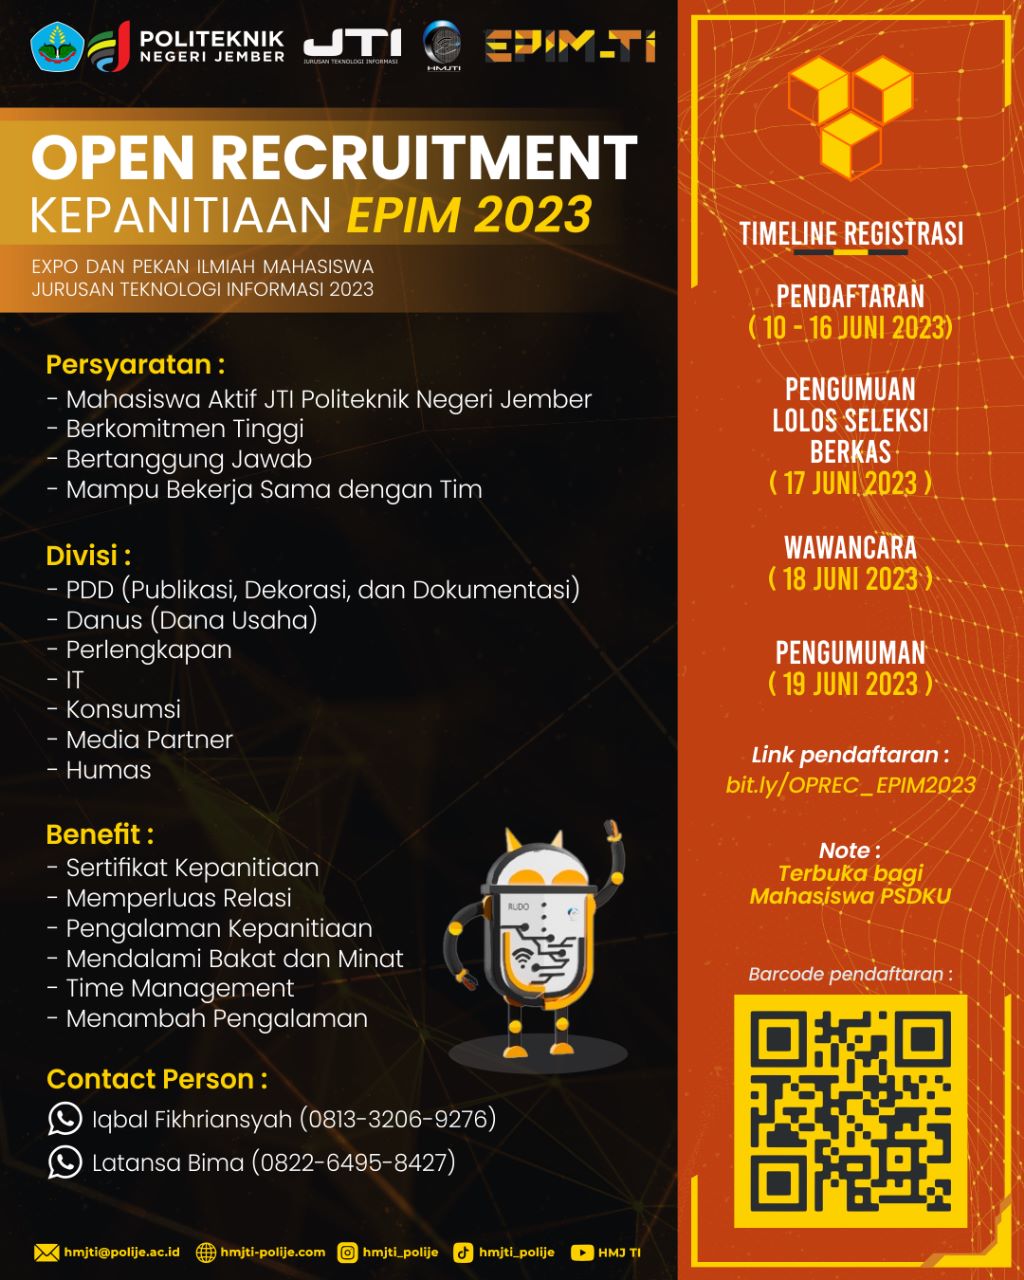 POLITEKNIK
NEGERI JEMBER
JTI
JURUSAN TEKNOLOGI INFORMASI
HMJTI
EPIM-TI
OPEN RECRUITMENT
KEPANITIAAN EPIM 2023
EXPO DAN PEKAN ILMIAH MAHASISWA
JURUSAN TEKNOLOGI INFORMASI 2023
Persyaratan :
- Mahasiswa Aktif JTI Politeknik Negeri Jember
- Berkomitmen Tinggi
- Bertanggung Jawab
- Mampu Bekerja Sama dengan Tim
Divisi :
- PDD (Publikasi, Dekorasi, dan Dokumentasi)
- Danus (Dana Usaha)
- Perlengkapan
- IT
- Konsumsi
- Media Partner
- Humas
Benefit :
- Sertifikat Kepanitiaan
- Memperluas Relasi
- Pengalaman Kepanitiaan
- Mendalami Bakat dan Minat
- Time Management
- Menambah Pengalaman
RUDO
Contact Person :
Iqbal Fikhriansyah (0813-3206-9276)
Latansa Bima (0822-6495-8427)
hmjti@polije.ac.id hmjti-polije.com hmjti_polije hmjti_polije HMJ TI
TIMELINE REGISTRASI
PENDAFTARAN
( 10 - 16 JUNI 2023)
PENGUMUAN
LOLOS SELEKSI
BERKAS
( 17 JUNI 2023 )
WAWANCARA
( 18 JUNI 2023 )
PENGUMUMAN
( 19 JUNI 2023 )
Link pendaftaran :
bit.ly/OPREC_EPIM2023
Note :
Terbuka bagi
Mahasiswa PSDKU
Barcode pendaftaran :